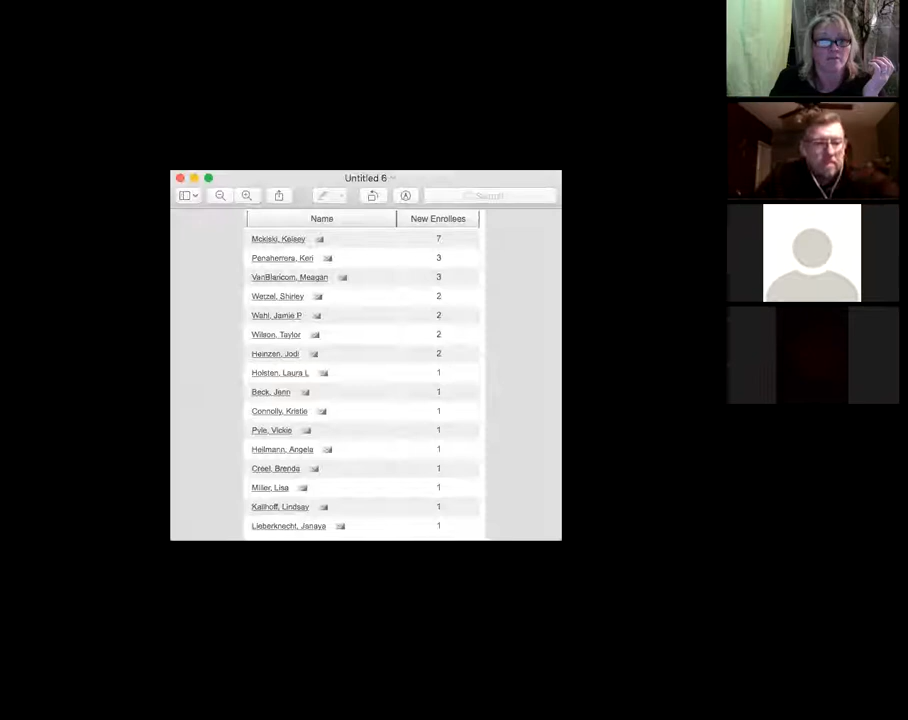 Untitled 6
Search
Name New Enrollees
Mckiski, Kelsey 7
Penaherrera, Keri 3
VanBlaricom, Meagan 3
Wetzel, Shirley 2
Wahl, Jamie P 2
Wilson, Taylor 2
Heinzen, Jodi 2
Holsten, Laura L 1
Beck, Jenn 1
Connolly, Kristie 1
Pyle, Vickie 1
Heilmann, Angela 1
Creel, Brenda 1
Miller, Lisa 1
Kallhoff, Lindsay 1
Lieberknecht, Janaya 1